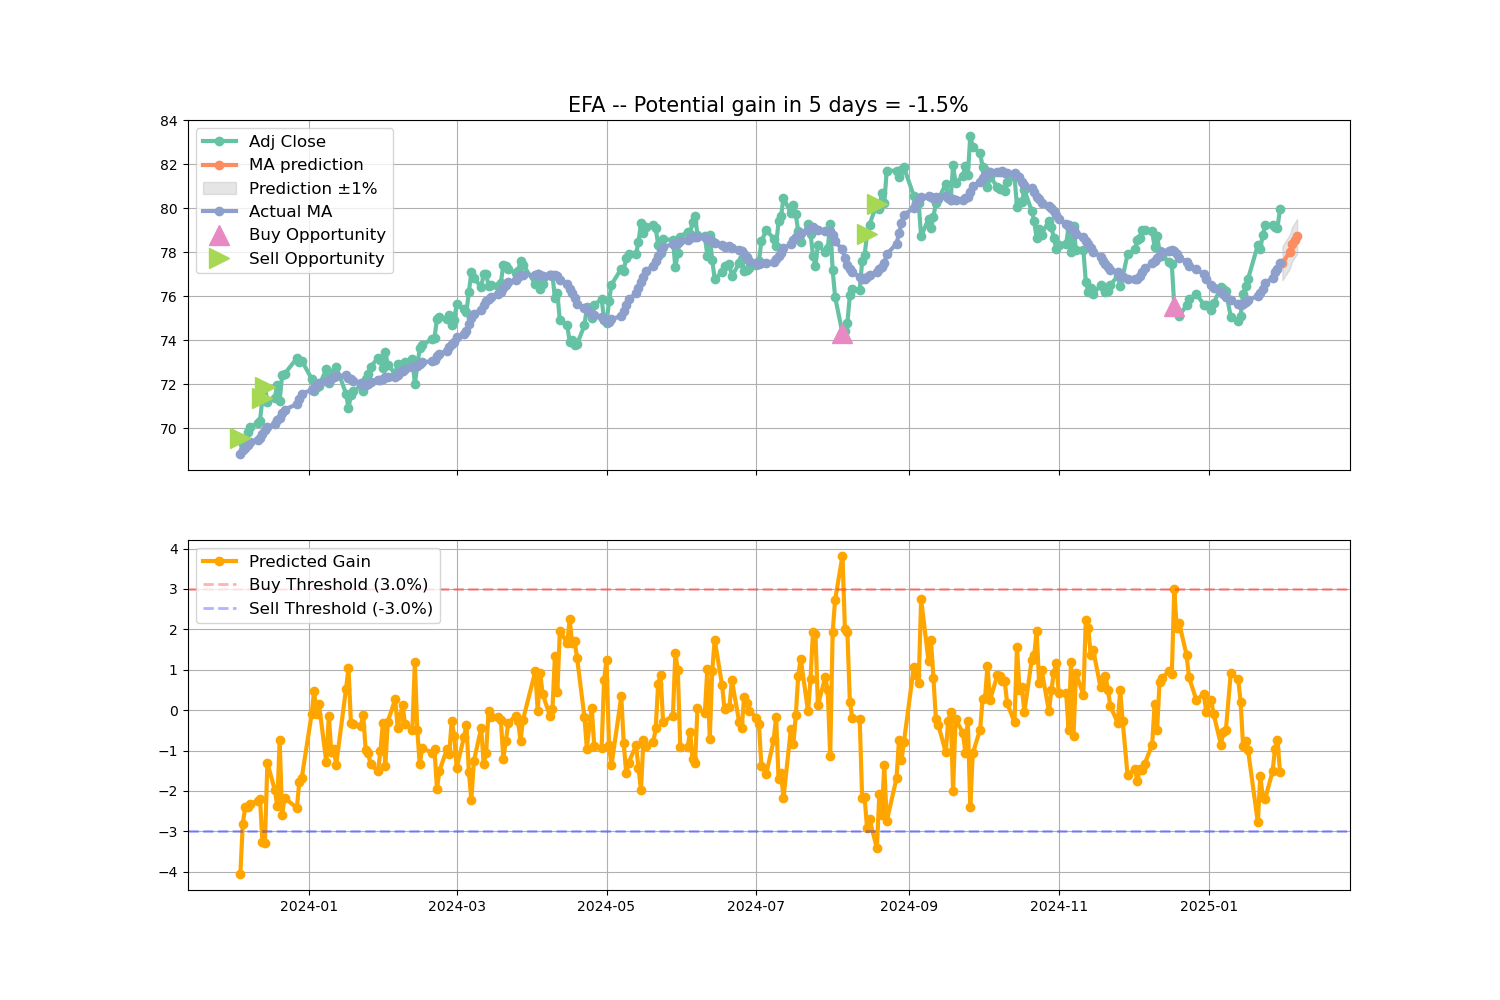 EFA -- Potential gain in 5 days = -1.5%
84
82
80
78
76
74
72
70
Adj Close
MA prediction
Prediction ±1%
Actual MA
Buy Opportunity
Sell Opportunity
4
3
2
1
0
−1
−2
−3
−4
Predicted Gain
Buy Threshold (3.0%)
Sell Threshold (-3.0%)
2024-01
2024-03
2024-05
2024-07
2024-09
2024-11
2025-01